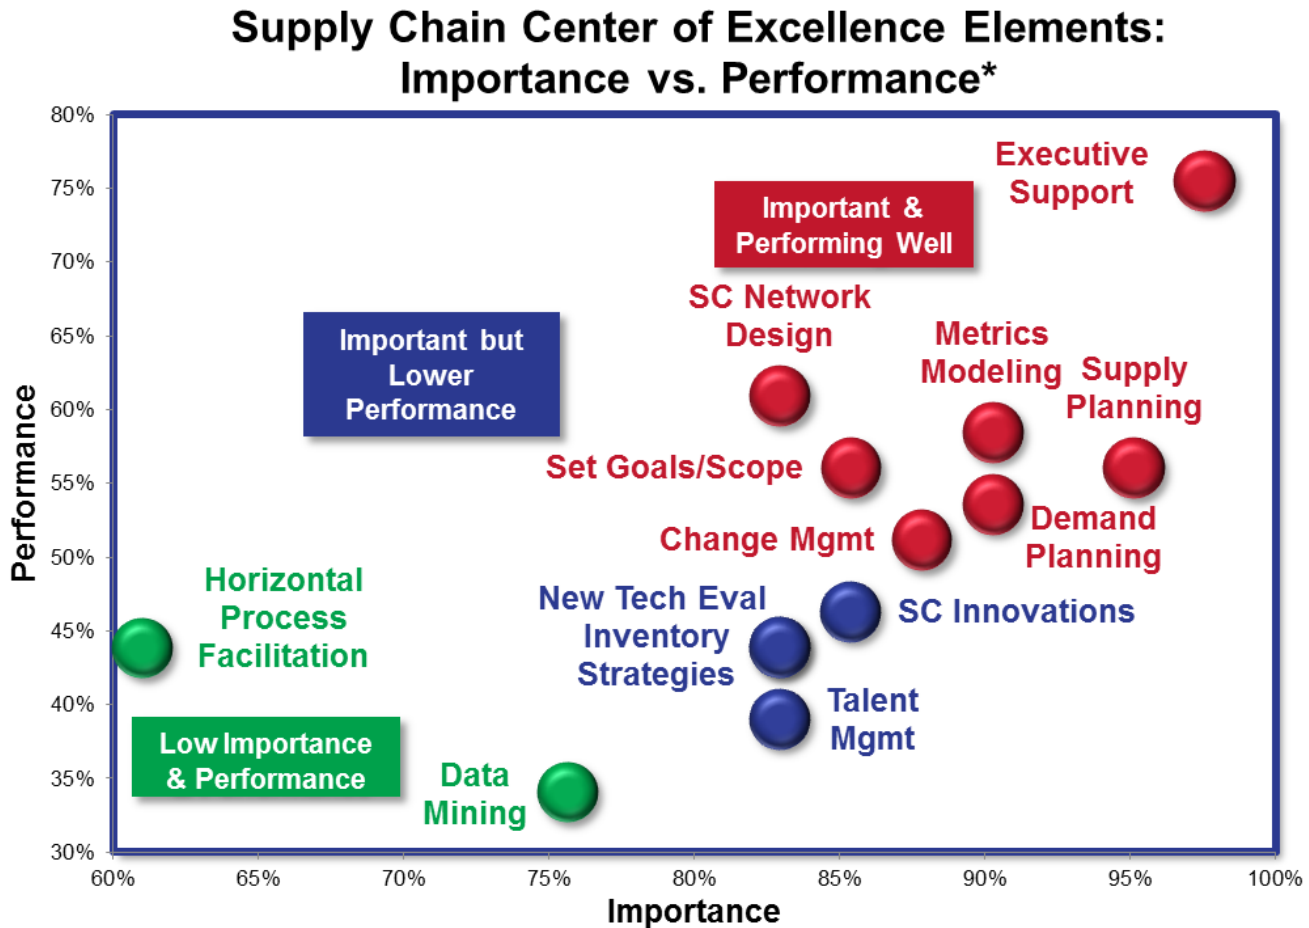 Supply Chain Center of Excellence Elements:
Importance vs. Performance*
80%
75%
70%
65%
60%
55%
50%
45%
40%
35%
30%
Performance
Executive
Support
Important &
Performing Well
SC Network
Design
Important but
Lower
Performance
Metrics
Modeling
Supply
Planning
Set Goals/Scope
Change Mgmt
Demand
Planning
Horizontal
Process
Facilitation
New Tech Eval
Inventory
Strategies
SC Innovations
Talent
Mgmt
Low Importance
& Performance
Data
Mining
60%
65%
70%
75%
80%
85%
90%
95%
100%
Importance